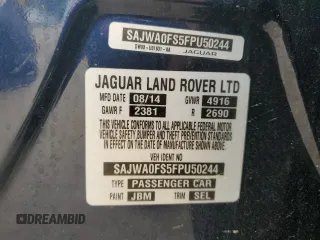 SAJWA0FS5FPU50244
JAGUAR
JAGUAR LAND ROVER LTD
MFD DATE 08/14 GVWR 4916
GAWR F 2381 R 2690
THIS VEHICLE CONFORMS TO ALL APPLICABLE FEDERAL MOTOR
VEHICLE SAFETY BUMPER AND THEFT PREVENTION STANDARDS IN
EFFECT ON THE DATE OF MANUFACTURE SHOWN ABOVE
SAJWA0FS5FPU50244
VEH IDENT NO
TYPE PASSENGER CAR
PAINT JBM TRIM SEL
DREAMBID